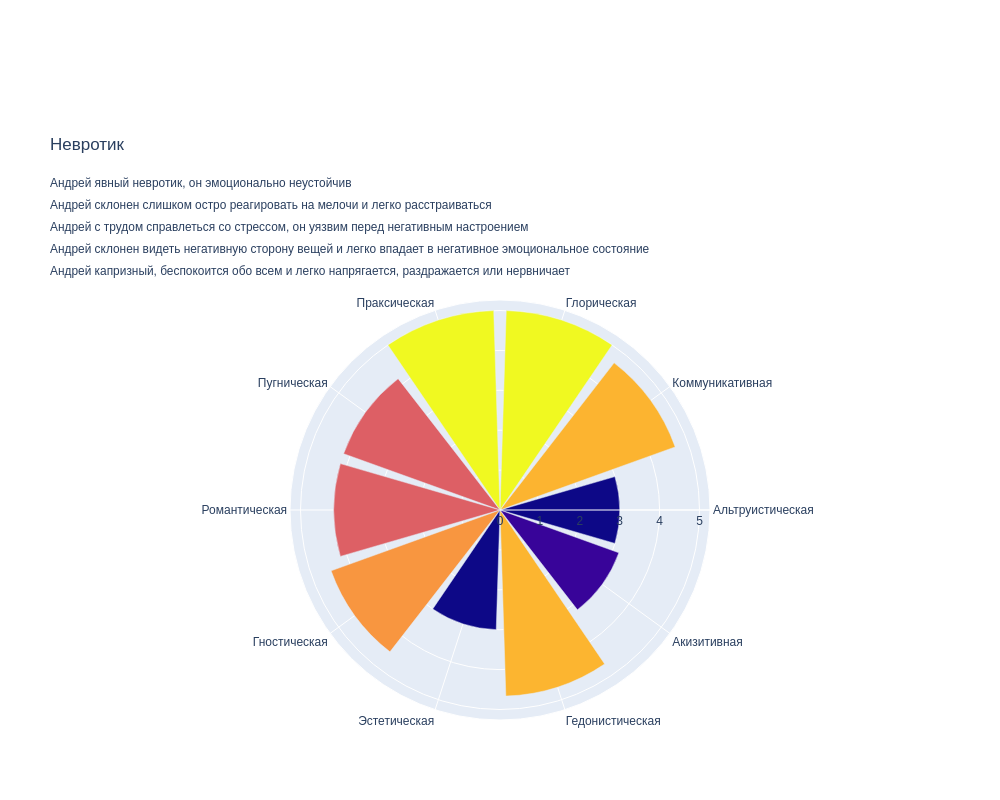 Невротик
Андрей явный невротик, он эмоционально неустойчив
Андрей склонен слишком остро реагировать на мелочи и легко расстраиваться
Андрей с трудом справлеться со стрессом, он уязвим перед негативным настроением
Андрей склонен видеть негативную сторону вещей и легко впадает в негативное эмоциональное состояние
Андрей капризный, беспокоится обо всем и легко напрягается, раздражается или нервничает
Праксическая Глорическая
Пугническая Коммуникативная
Романтическая Альтруистическая
0 1 2 3 4 5
Гностическая Акизитивная
Эстетическая Гедонистическая